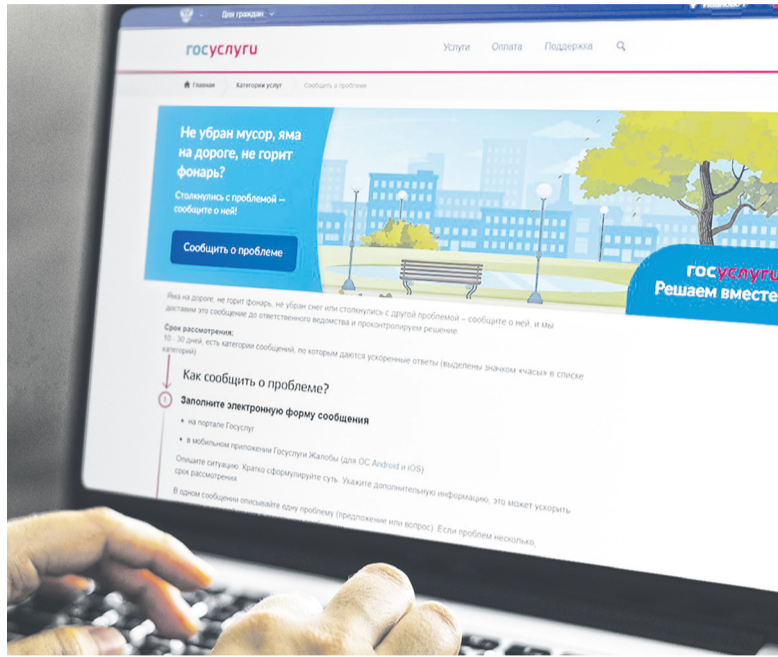 Для граждан
госуслуги
Услуги Оплата Поддержка
Главная Категории услуг Сообщить о проблеме
Не убран мусор, яма
на дороге, не горит
фонарь?
Столкнулись с проблемой —
сообщите о ней!
Сообщить о проблеме
госуслуги
Решаем вместе
Яма на дороге, не горит фонарь, не убран снег или столкнулись с другой проблемой – сообщите о ней, и мы
доставим это сообщение до ответственного ведомства и проконтролируем решение.
Срок рассмотрения:
10 - 30 дней, есть категории сообщений, по которым даются ускоренные ответы (выделены значком «часы» в списке
категорий)
Как сообщить о проблеме?
1
Заполните электронную форму сообщения
• на портале Госуслуг
• в мобильном приложении Госуслуги Жалобы (для ОС Android и iOS)
Опишите ситуацию. Кратко сформулируйте суть. Укажите дополнительную информацию, это может ускорить
срок рассмотрения.
В одном сообщении описывайте одну проблему (предложение или вопрос). Если проблем несколько,